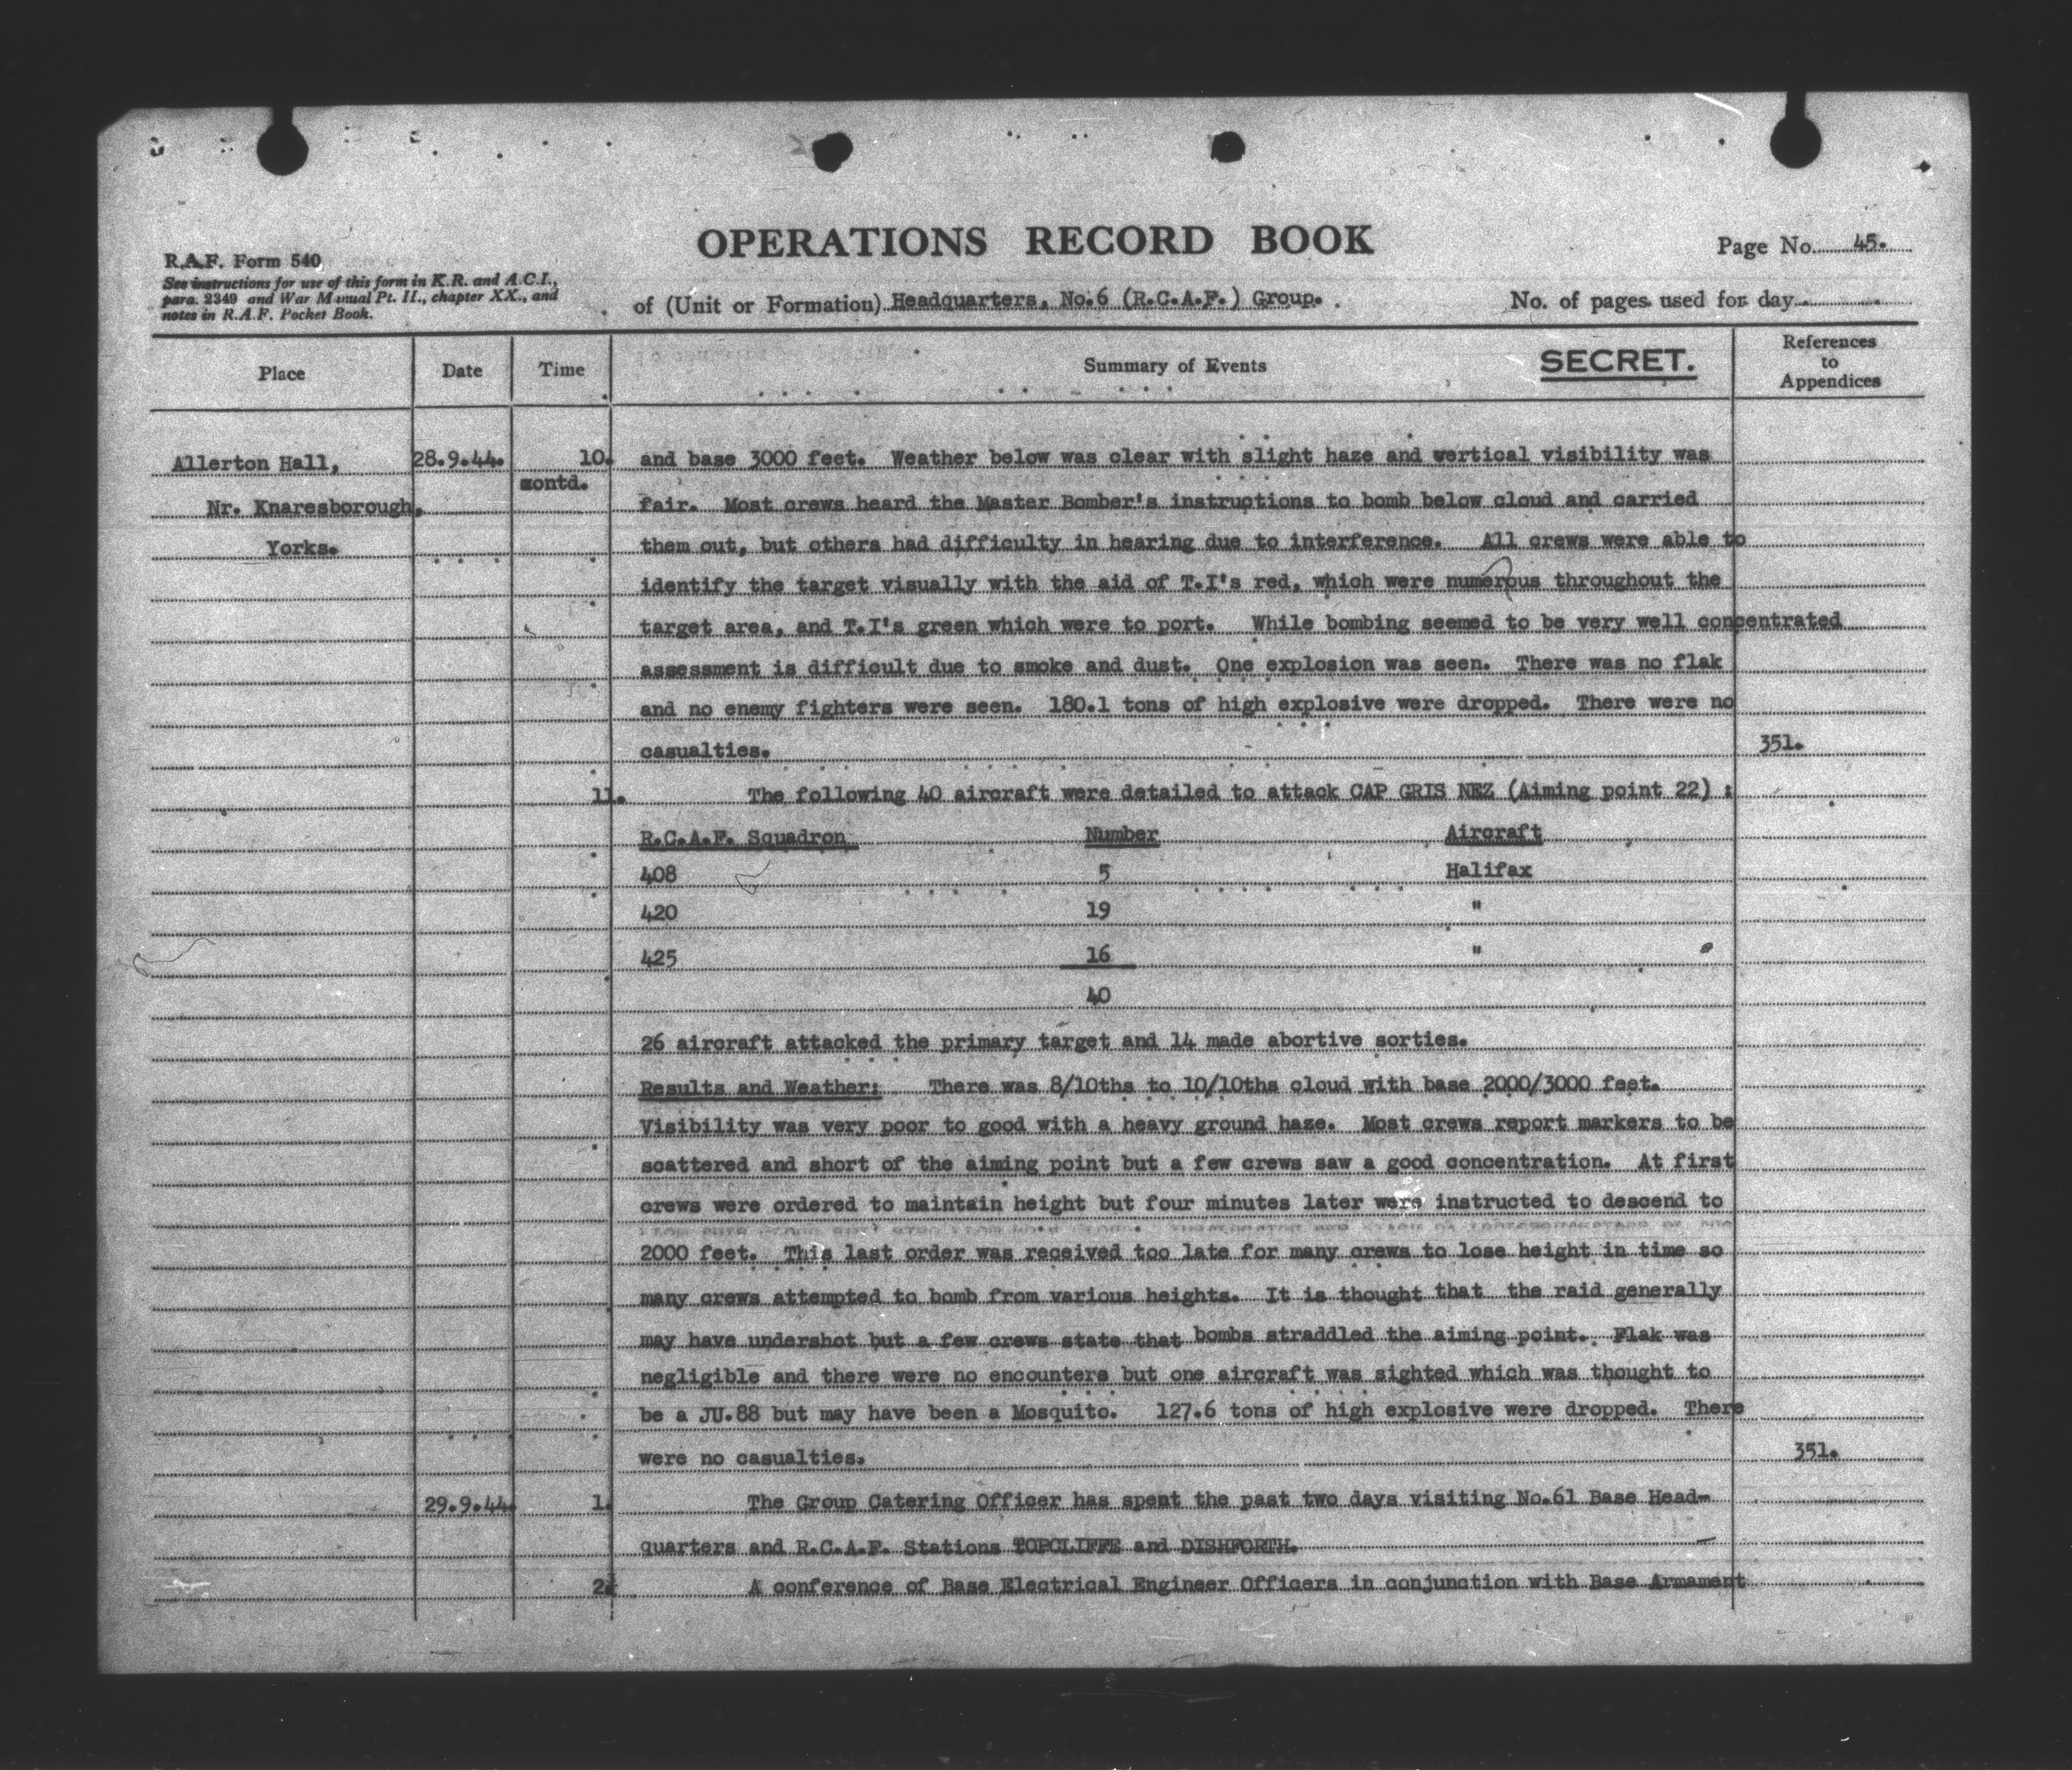 OPERATIONS RECORD BOOK
Page No. 45.
R.A.F. Form 540
See instructions for use of this form in K.R. and A.C.I.,
para. 2349 and War Manual Pt. II., chapter XX., and
notes in R.A.F. Pocket Book.
of (Unit or Formation) Headquarters, No.6 (R.C.A.F.) Group.
No. of pages used for day
Place Date Time Summary of Events SECRET. References to Appendices
Allerton Hall, 28.9.44. 10. and base 3000 feet. Weather below was clear with slight haze and vertical visibility was
contd.
Nr. Knaresborough, fair. Most crews heard the Master Bomber's instructions to bomb below cloud and carried
Yorks. them out, but others had difficulty in hearing due to interference. All crews were able to
identify the target visually with the aid of T.I's red, which were numerous throughout the
target area, and T.I's green which were to port. While bombing seemed to be very well concentrated
assessment is difficult due to smoke and dust. One explosion was seen. There was no flak
and no enemy fighters were seen. 180.1 tons of high explosive were dropped. There were no
casualties. 351.
11. The following 40 aircraft were detailed to attack CAP GRIS NEZ (Aiming point 22) :
R.C.A.F. Squadron Number Aircraft
408 5 Halifax
420 19 "
425 16 "
40
26 aircraft attacked the primary target and 14 made abortive sorties.
Results and Weather: There was 8/10ths to 10/10ths cloud with base 2000/3000 feet.
Visibility was very poor to good with a heavy ground haze. Most crews report markers to be
scattered and short of the aiming point but a few crews saw a good concentration. At first
crews were ordered to maintain height but four minutes later were instructed to descend to
2000 feet. This last order was received too late for many crews to lose height in time so
many crews attempted to bomb from various heights. It is thought that the raid generally
may have undershot but a few crews state that bombs straddled the aiming point. Flak was
negligible and there were no encounters but one aircraft was sighted which was thought to
be a JU.88 but may have been a Mosquito. 127.6 tons of high explosive were dropped. There
were no casualties. 351.
29.9.44. 1. The Group Catering Officer has spent the past two days visiting No.61 Base Head-
quarters and R.C.A.F. Stations TOPCLIFFE and DISHFORTH.
2. A conference of Base Electrical Engineer Officers in conjunction with Base Armament